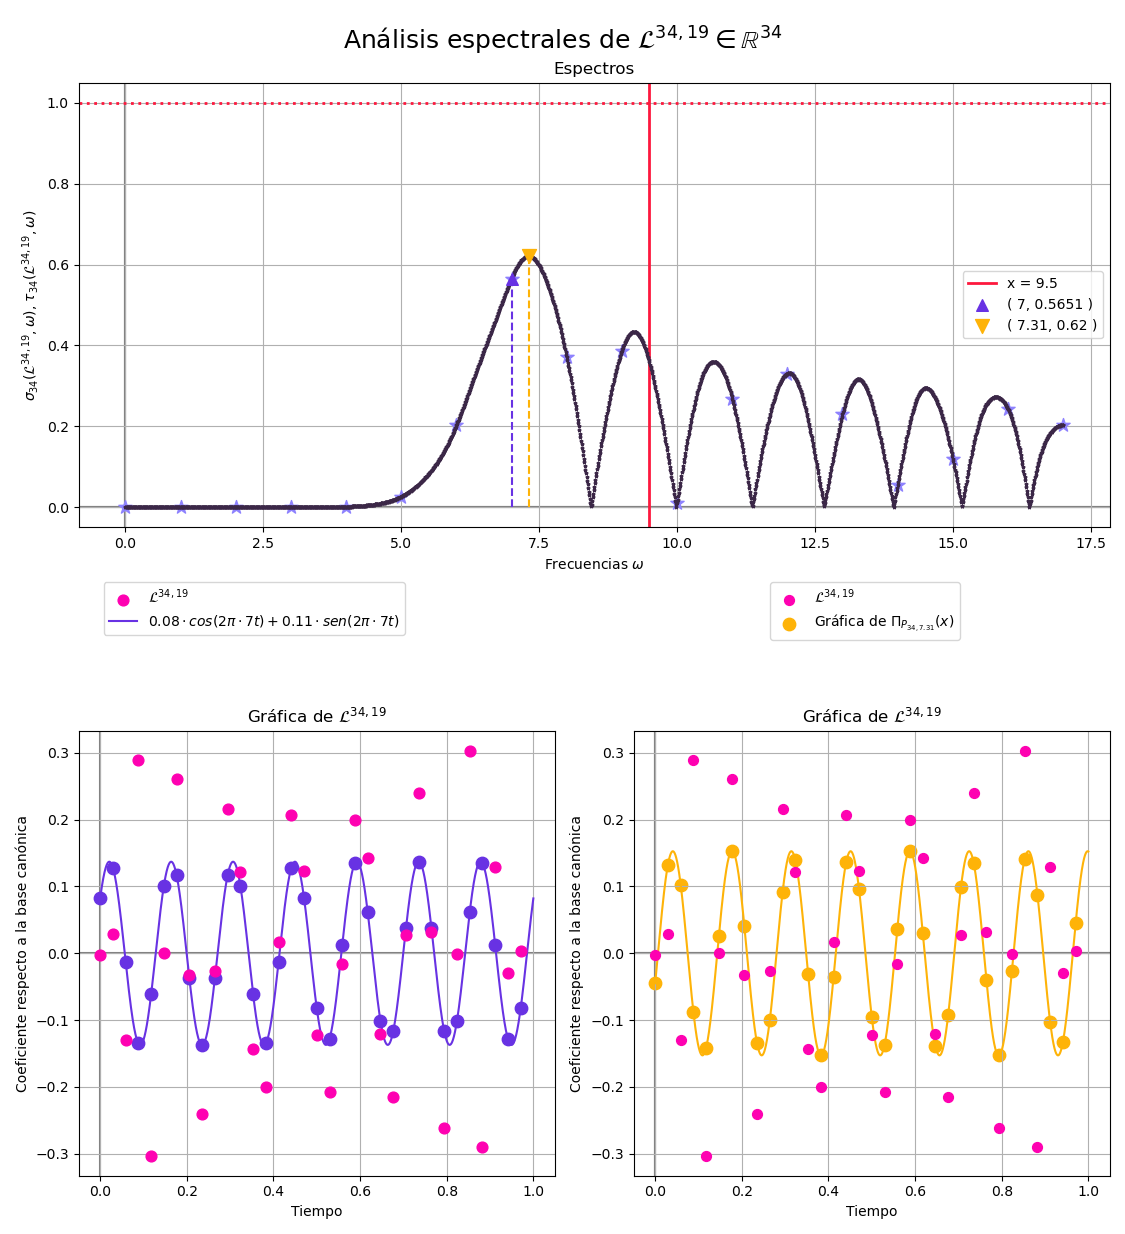 Análisis espectrales de 𝓛^{34,19} ∈ ℝ^{34}
Espectros
σ_{34}(𝓛^{34,19}, ω), τ_{34}(𝓛^{34,19}, ω)
1.0
0.8
0.6
0.4
0.2
0.0
x = 9.5
( 7, 0.5651 )
( 7.31, 0.62 )
0.0 2.5 5.0 7.5 10.0 12.5 15.0 17.5
Frecuencias ω
𝓛^{34,19}
0.08 · cos(2π · 7t) + 0.11 · sen(2π · 7t)
𝓛^{34,19}
Gráfica de Π_{P_{34,7.31}}(x)
Gráfica de 𝓛^{34,19}
Coeficiente respecto a la base canónica
0.3
0.2
0.1
0.0
−0.1
−0.2
−0.3
0.0 0.2 0.4 0.6 0.8 1.0
Tiempo
Gráfica de 𝓛^{34,19}
Coeficiente respecto a la base canónica
0.3
0.2
0.1
0.0
−0.1
−0.2
−0.3
0.0 0.2 0.4 0.6 0.8 1.0
Tiempo